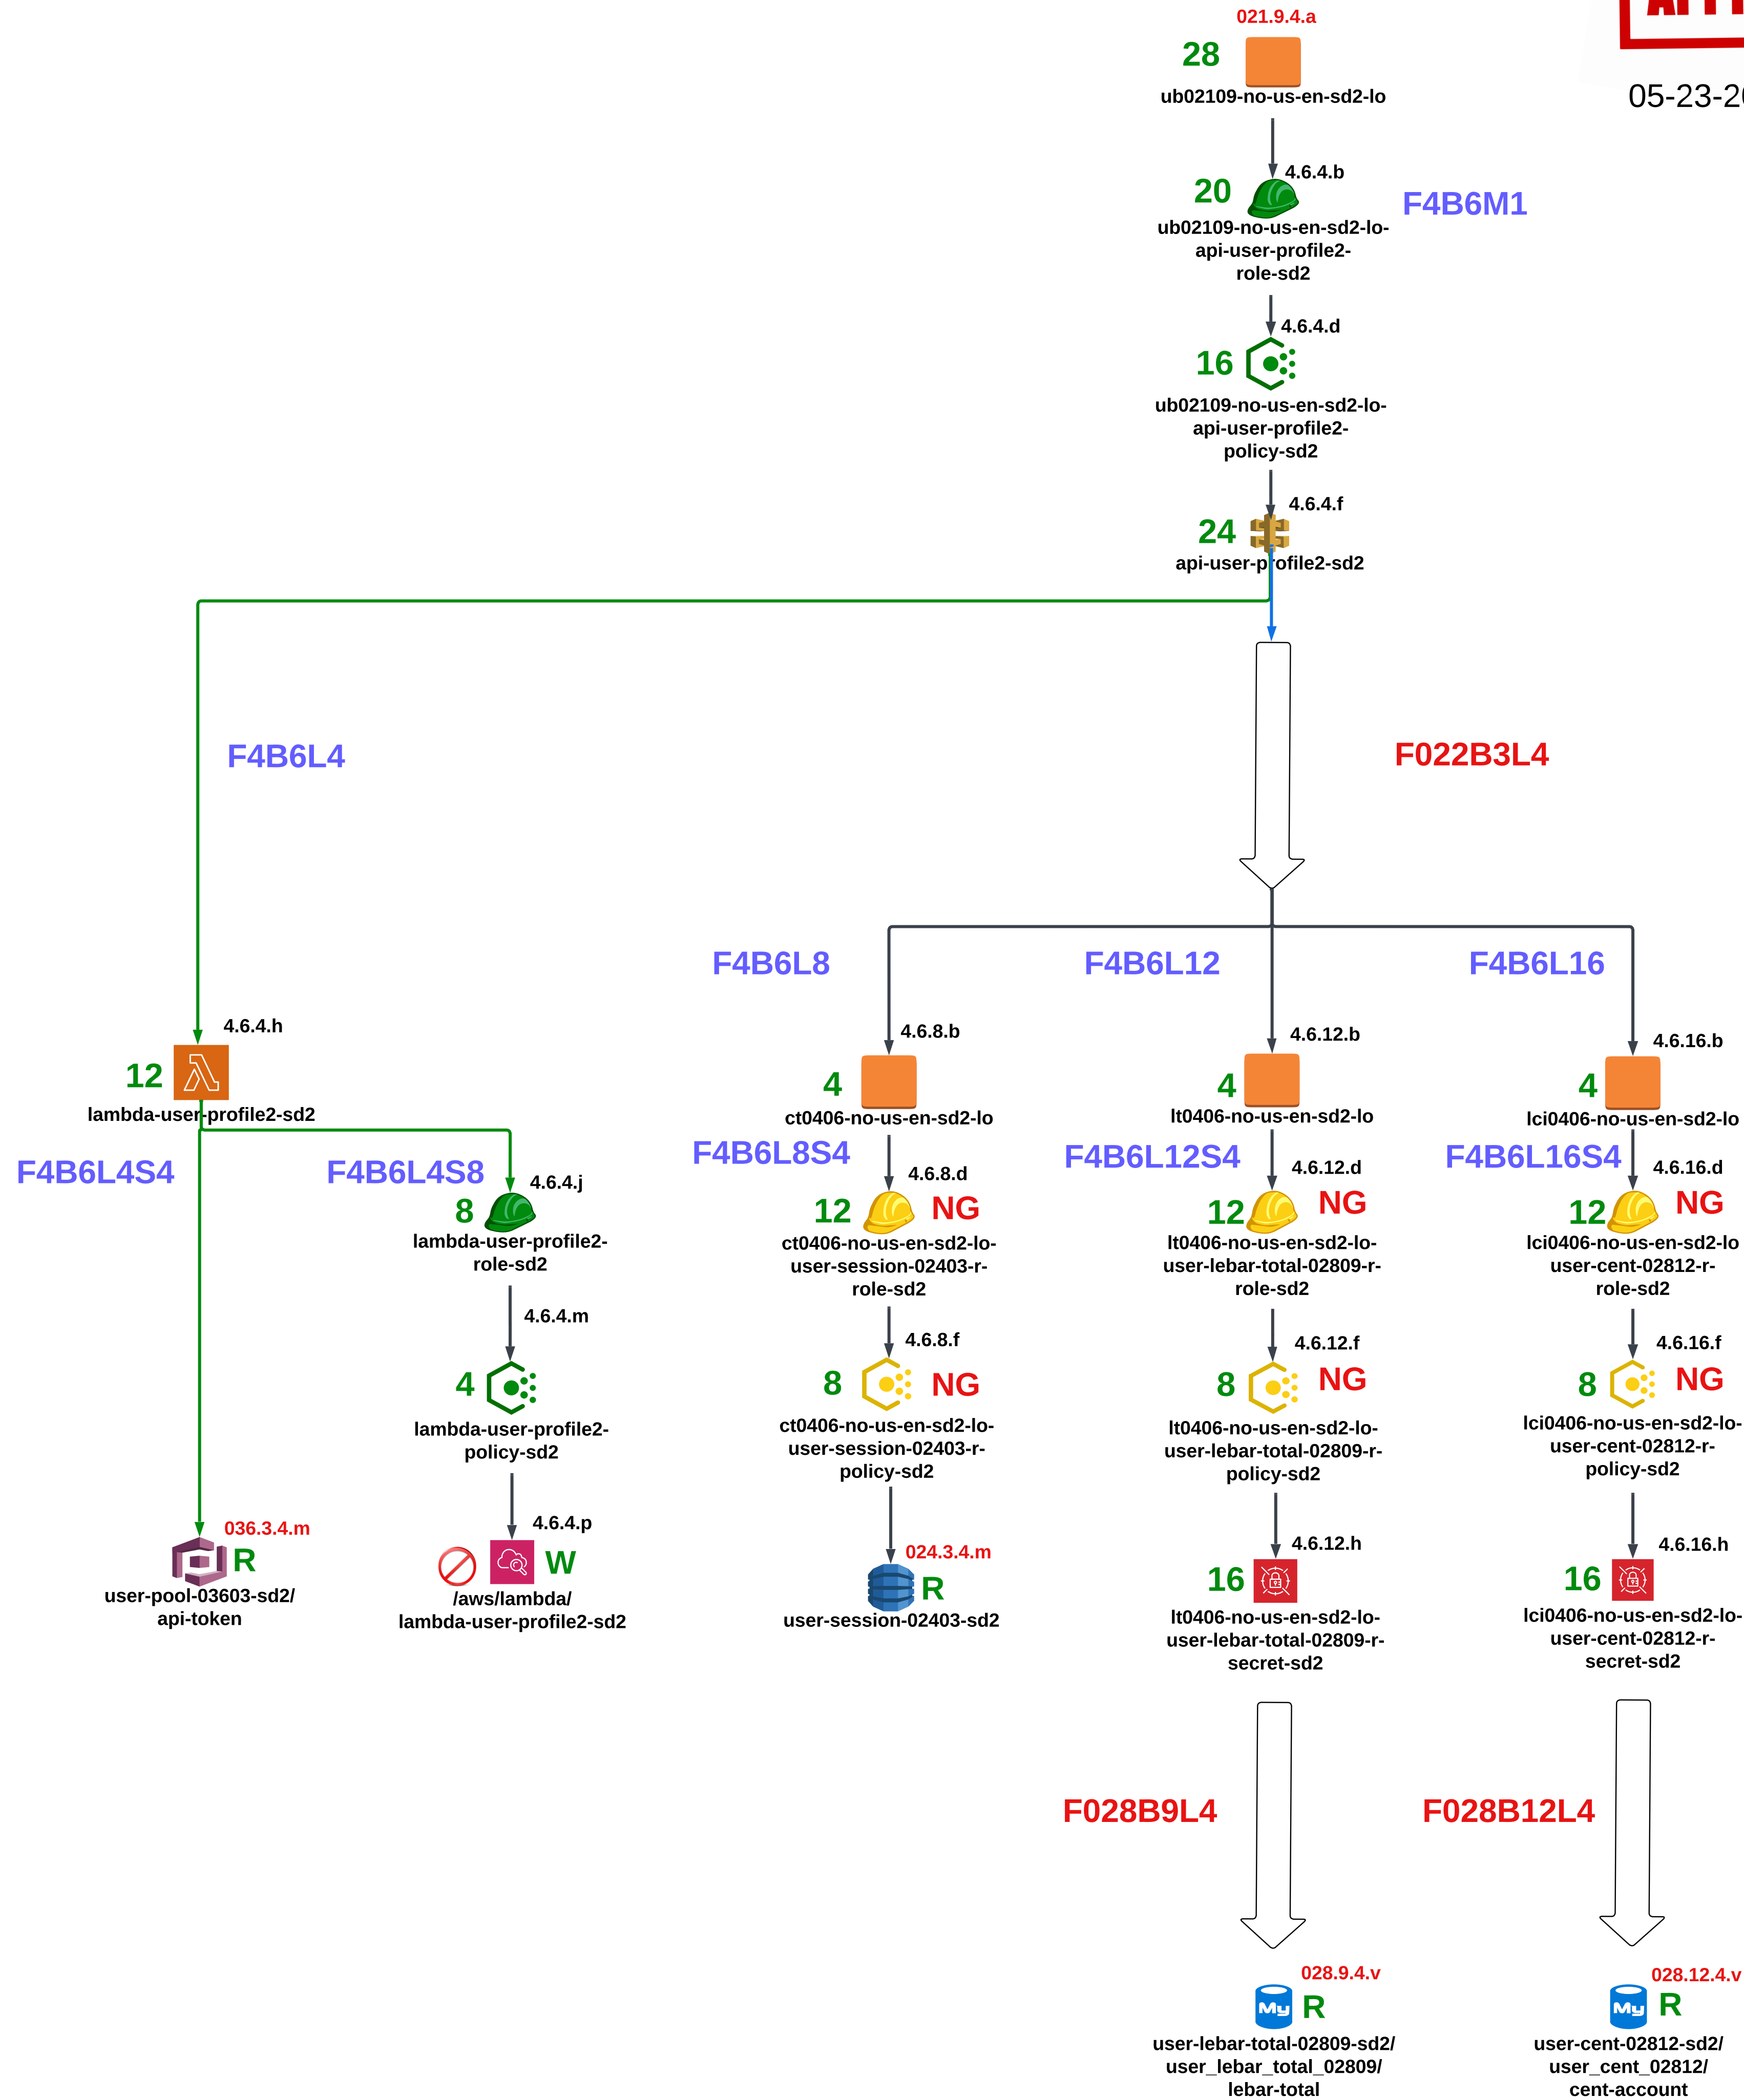 021.9.4.a
28
ub02109-no-us-en-sd2-lo
05-23-20
4.6.4.b
20
F4B6M1
ub02109-no-us-en-sd2-lo-
api-user-profile2-
role-sd2
4.6.4.d
16
ub02109-no-us-en-sd2-lo-
api-user-profile2-
policy-sd2
4.6.4.f
24
api-user-profile2-sd2
F4B6L4
F022B3L4
F4B6L8
F4B6L12
F4B6L16
4.6.4.h
12
lambda-user-profile2-sd2
4.6.8.b
4
ct0406-no-us-en-sd2-lo
4.6.12.b
4
lt0406-no-us-en-sd2-lo
4.6.16.b
4
lci0406-no-us-en-sd2-lo
F4B6L4S4
F4B6L4S8
F4B6L8S4
F4B6L12S4
F4B6L16S4
4.6.4.j
8
lambda-user-profile2-
role-sd2
4.6.8.d
12
NG
ct0406-no-us-en-sd2-lo-
user-session-02403-r-
role-sd2
4.6.12.d
12
NG
lt0406-no-us-en-sd2-lo-
user-lebar-total-02809-r-
role-sd2
4.6.16.d
12
NG
lci0406-no-us-en-sd2-lo
user-cent-02812-r-
role-sd2
4.6.4.m
4
lambda-user-profile2-
policy-sd2
4.6.8.f
8
NG
ct0406-no-us-en-sd2-lo-
user-session-02403-r-
policy-sd2
4.6.12.f
8
NG
lt0406-no-us-en-sd2-lo-
user-lebar-total-02809-r-
policy-sd2
4.6.16.f
8
NG
lci0406-no-us-en-sd2-lo-
user-cent-02812-r-
policy-sd2
036.3.4.m
R
user-pool-03603-sd2/
api-token
4.6.4.p
W
/aws/lambda/
lambda-user-profile2-sd2
024.3.4.m
R
user-session-02403-sd2
4.6.12.h
16
lt0406-no-us-en-sd2-lo-
user-lebar-total-02809-r-
secret-sd2
4.6.16.h
16
lci0406-no-us-en-sd2-lo-
user-cent-02812-r-
secret-sd2
F028B9L4
F028B12L4
028.9.4.v
My
R
user-lebar-total-02809-sd2/
user_lebar_total_02809/
lebar-total
028.12.4.v
My
R
user-cent-02812-sd2/
user_cent_02812/
cent-account